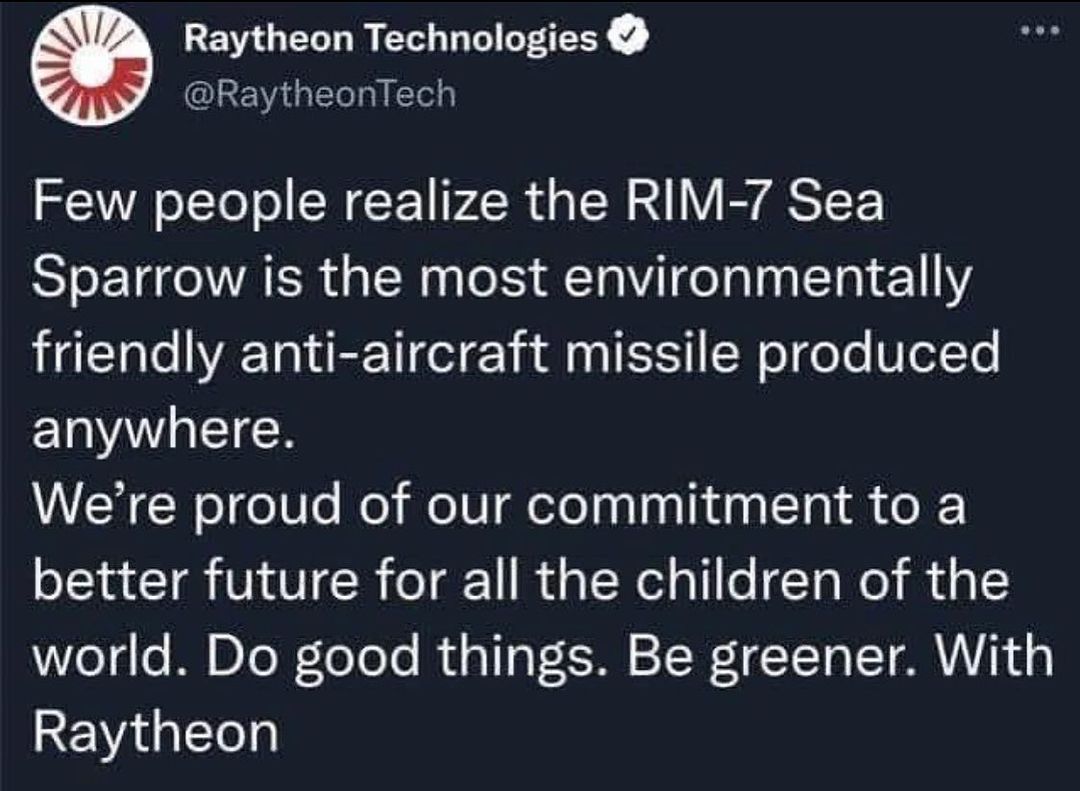 Raytheon Technologies
@RaytheonTech
Few people realize the RIM-7 Sea
Sparrow is the most environmentally
friendly anti-aircraft missile produced
anywhere.
We’re proud of our commitment to a
better future for all the children of the
world. Do good things. Be greener. With
Raytheon